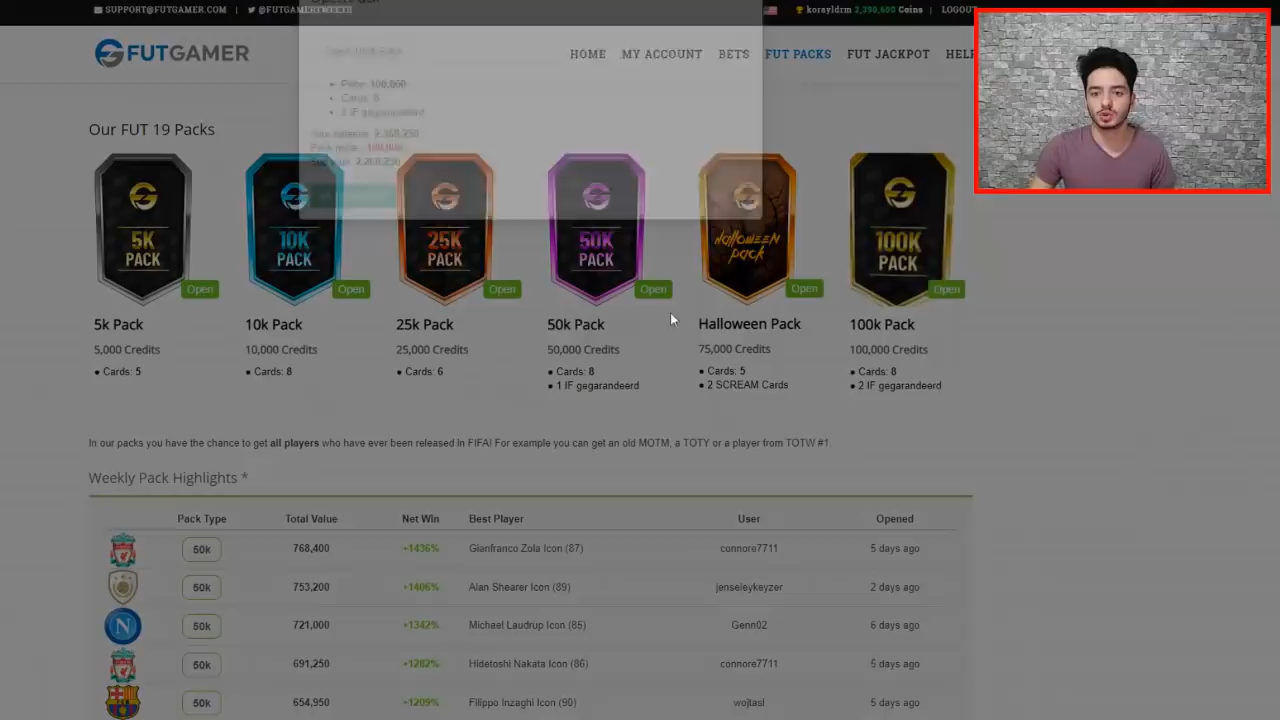 SUPPORT@FUTGAMER.COM
korayldrm 2,390,600 Coins
LOGOUT
FUTGAMER
HOME
MY ACCOUNT
BETS
FUT PACKS
FUT JACKPOT
HELP
Price: 100,000
2 IF gegarandeerd
Our FUT 19 Packs
5K PACK
10K PACK
25K PACK
50K PACK
Halloween pack
100K PACK
Open
Open
Open
Open
Open
Open
5k Pack
5,000 Credits
● Cards: 5
10k Pack
10,000 Credits
● Cards: 8
25k Pack
25,000 Credits
● Cards: 6
50k Pack
50,000 Credits
● Cards: 8
● 1 IF gegarandeerd
Halloween Pack
75,000 Credits
● Cards: 5
● 2 SCREAM Cards
100k Pack
100,000 Credits
● Cards: 8
● 2 IF gegarandeerd
In our packs you have the chance to get all players who have ever been released in FIFA! For example you can get an old MOTM, a TOTY or a player from TOTW #1.
Weekly Pack Highlights *
Pack Type Total Value Net Win Best Player User Opened
50k 768,400 +1436% Gianfranco Zola Icon (87) connore7711 5 days ago
50k 753,200 +1406% Alan Shearer Icon (89) jenseleykeyzer 2 days ago
50k 721,000 +1342% Michael Laudrup Icon (85) Genn02 6 days ago
50k 691,250 +1282% Hidetoshi Nakata Icon (86) connore7711 5 days ago
50k 654,950 +1209% Filippo Inzaghi Icon (90) wojtasl 5 days ago